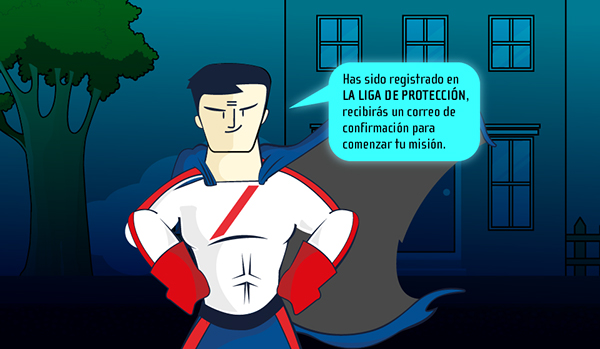 Has sido registrado en
LA LIGA DE PROTECCIÓN,
recibirás un correo de
confirmación para
comenzar tu misión.